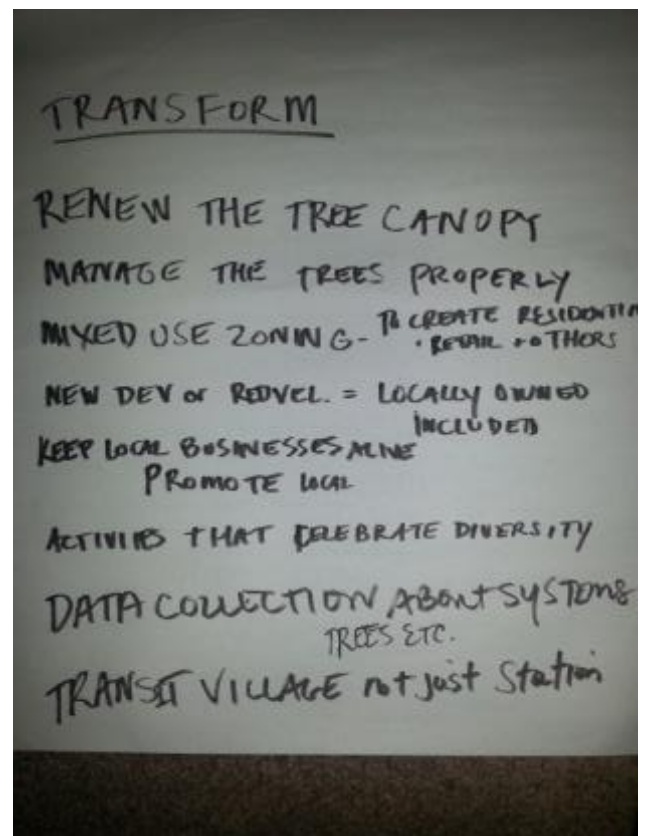 TRANSFORM
RENEW THE TREE CANOPY
MANAGE THE TREES PROPERLY
MIXED USE ZONING - TO CREATE RESIDENTIA
· RETAIL + OTHORS
NEW DEV or REDVEL. = LOCALLY OWNED
INCLUDED
KEEP LOCAL BUSINESSES ALIVE
PROMOTE LOCAL
ACTIVITIES THAT CELEBRATE DIVERSITY
DATA COLLECTION ABOUT SYSTEMS
TREES ETC.
TRANSIT VILLAGE not just Station